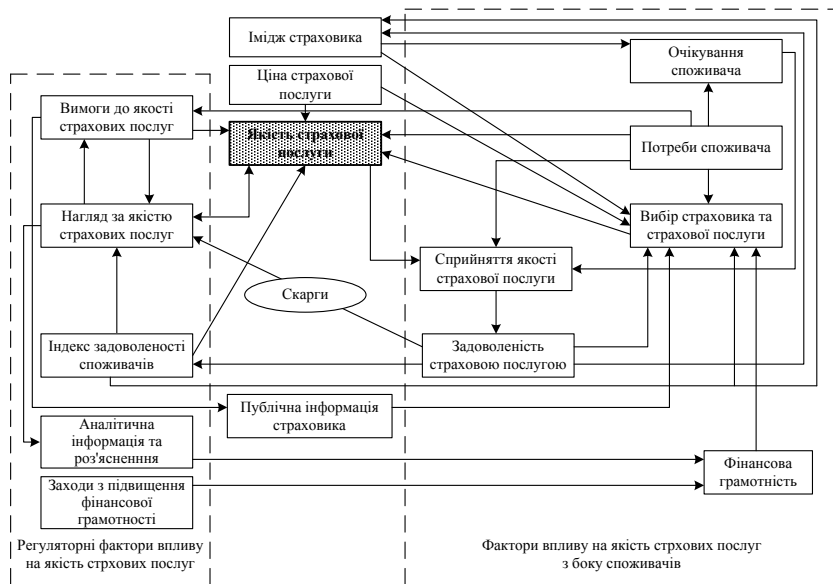 Імідж страховика
Очікування
споживача
Ціна страхової
послуги
Вимоги до якості
страхових послуг
Якість страхової
послуги
Потреби споживача
Нагляд за якістю
страхових послуг
Вибір страховика та
страхової послуги
Сприйняття якості
страхової послуги
Скарги
Індекс задоволеності
споживачів
Задоволеність
страховою послугою
Публічна інформація
страховика
Аналітична
інформація та
роз'ясненння
Фінансова
грамотність
Заходи з підвищення
фінансової
грамотності
Регуляторні фактори впливу
на якість стрхових послуг
Фактори впливу на якість стрхових послуг
з боку споживачів